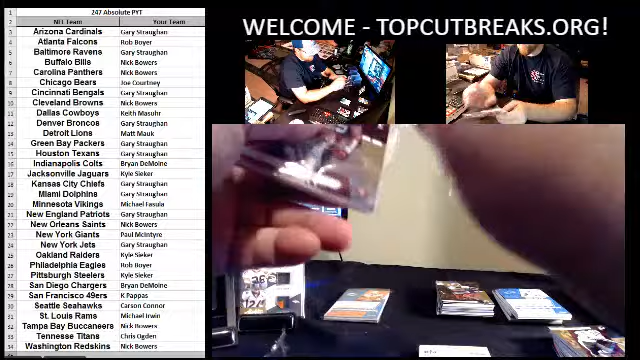 247 Absolute PYT
NFL Team Your Team
Arizona Cardinals Gary Straughan
Atlanta Falcons Rob Boyer
Baltimore Ravens Gary Straughan
Buffalo Bills Nick Bowers
Carolina Panthers Nick Bowers
Chicago Bears Joe Courtney
Cincinnati Bengals Gary Straughan
Cleveland Browns Nick Bowers
Dallas Cowboys Keith Masuhr
Denver Broncos Gary Straughan
Detroit Lions Matt Mauk
Green Bay Packers Gary Straughan
Houston Texans Gary Straughan
Indianapolis Colts Bryan DeMoine
Jacksonville Jaguars Kyle Sieker
Kansas City Chiefs Gary Straughan
Miami Dolphins Gary Straughan
Minnesota Vikings Michael Fasula
New England Patriots Gary Straughan
New Orleans Saints Nick Bowers
New York Giants Paul McIntyre
New York Jets Gary Straughan
Oakland Raiders Kyle Sieker
Philadelphia Eagles Rob Boyer
Pittsburgh Steelers Kyle Sieker
San Diego Chargers Bryan DeMoine
San Francisco 49ers K Pappas
Seattle Seahawks Carson Connor
St. Louis Rams Michael Irwin
Tampa Bay Buccaneers Nick Bowers
Tennessee Titans Chris Ogden
Washington Redskins Nick Bowers
WELCOME - TOPCUTBREAKS.ORG!